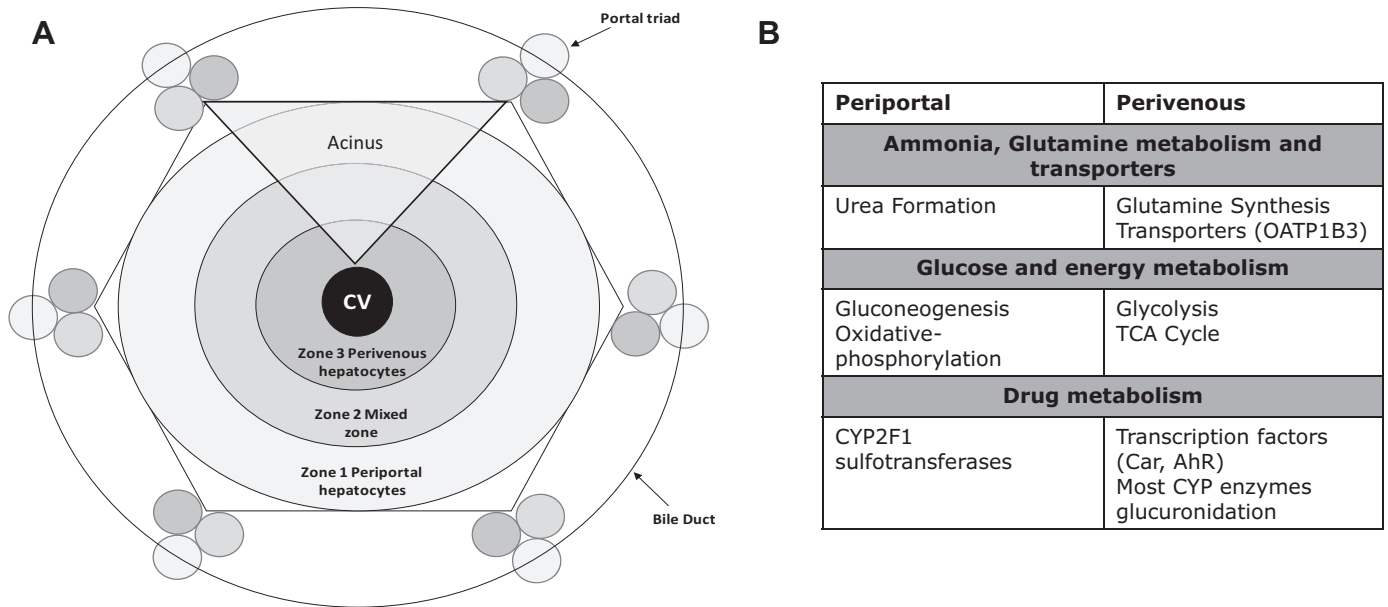 A
Portal triad
Acinus
CV
Zone 3 Perivenous
hepatocytes
Zone 2 Mixed
zone
Zone 1 Periportal
hepatocytes
Bile Duct
B
Periportal
Perivenous
Ammonia, Glutamine metabolism and
transporters
Urea Formation
Glutamine Synthesis
Transporters (OATP1B3)
Glucose and energy metabolism
Gluconeogenesis
Oxidative-
phosphorylation
Glycolysis
TCA Cycle
Drug metabolism
CYP2F1
sulfotransferases
Transcription factors
(Car, AhR)
Most CYP enzymes
glucuronidation